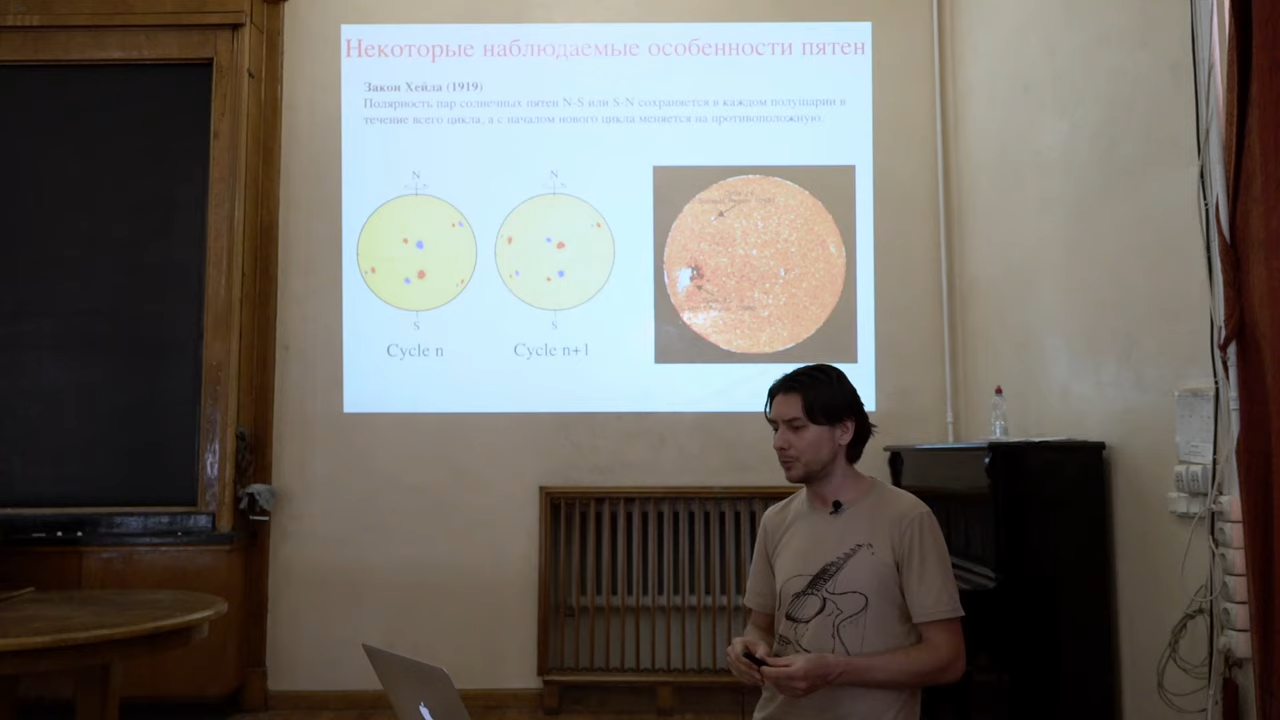 Некоторые наблюдаемые особенности пятен
Закон Хейла (1919)
Полярность пар солнечных пятен N-S или S-N сохраняется в каждом полушарии в
течение всего цикла, а с началом нового цикла меняется на противоположную.
N
N
S
S
Cycle n
Cycle n+1